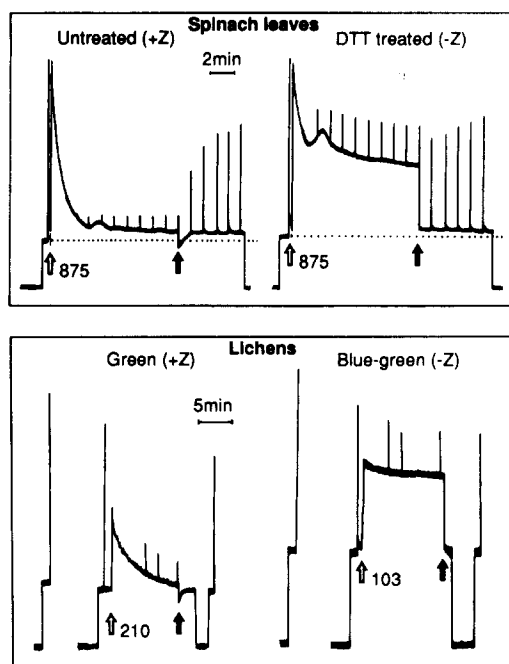 Spinach leaves
Untreated (+Z)
DTT treated (-Z)
2min
875
875
Lichens
Green (+Z)
Blue-green (-Z)
5min
210
103